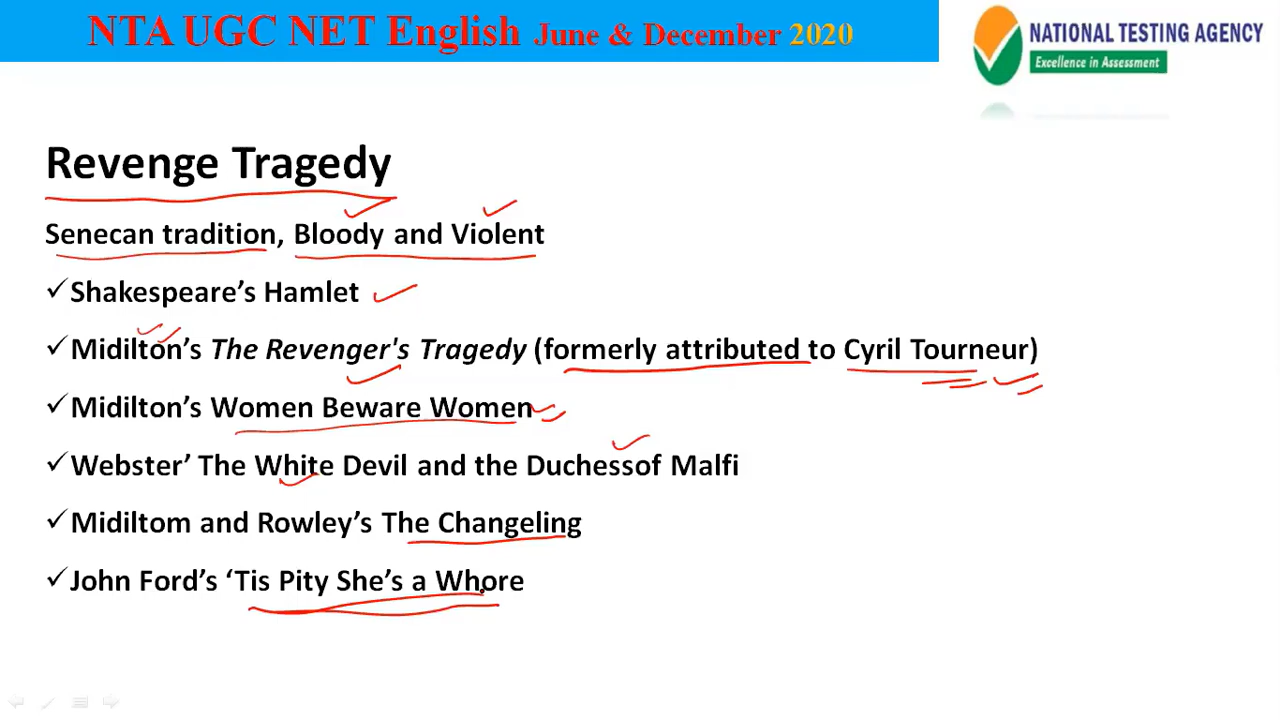 NTA UGC NET English June & December 2020
NATIONAL TESTING AGENCY
Excellence in Assessment
Revenge Tragedy
Senecan tradition, Bloody and Violent
✓Shakespeare’s Hamlet
✓Midilton’s The Revenger's Tragedy (formerly attributed to Cyril Tourneur)
✓Midilton’s Women Beware Women
✓Webster’ The White Devil and the Duchessof Malfi
✓Midiltom and Rowley’s The Changeling
✓John Ford’s ‘Tis Pity She’s a Whore